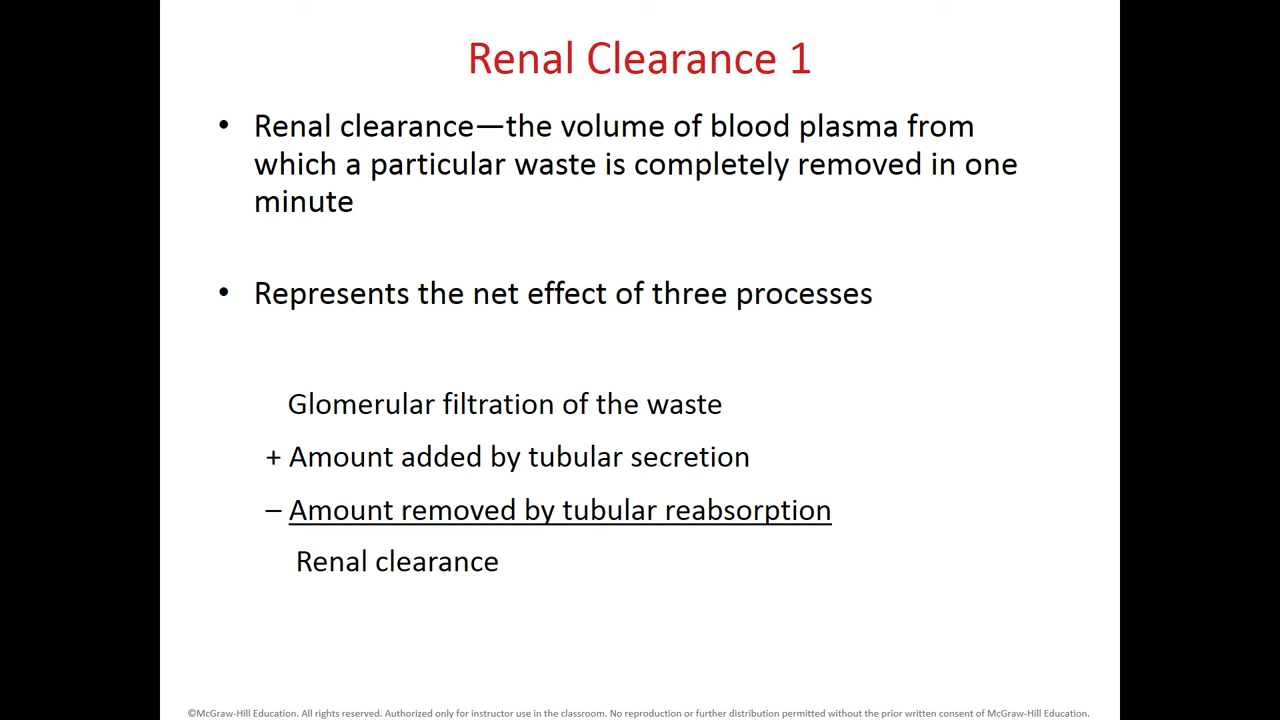 Renal Clearance 1
• Renal clearance—the volume of blood plasma from
which a particular waste is completely removed in one
minute
• Represents the net effect of three processes
Glomerular filtration of the waste
+ Amount added by tubular secretion
– Amount removed by tubular reabsorption
Renal clearance
©McGraw-Hill Education. All rights reserved. Authorized only for instructor use in the classroom. No reproduction or further distribution permitted without the prior written consent of McGraw-Hill Education.